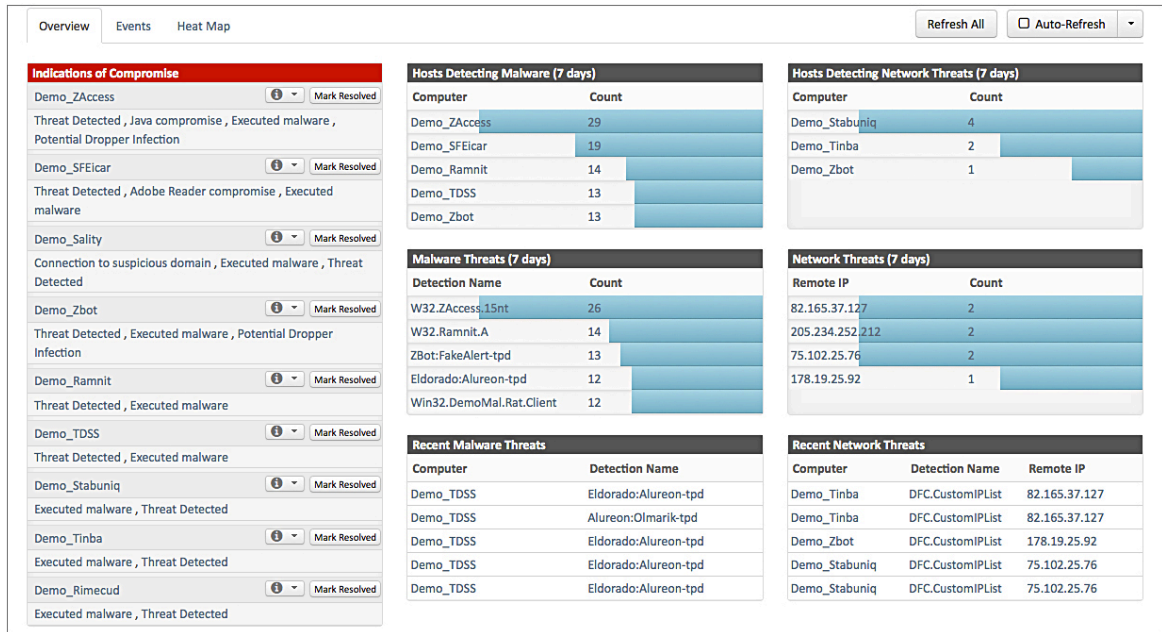 Overview Events Heat Map Refresh All Auto-Refresh
Indications of Compromise
Demo_ZAccess Mark Resolved
Threat Detected , Java compromise , Executed malware ,
Potential Dropper Infection
Demo_SFEicar Mark Resolved
Threat Detected , Adobe Reader compromise , Executed
malware
Demo_Sality Mark Resolved
Connection to suspicious domain , Executed malware , Threat
Detected
Demo_Zbot Mark Resolved
Threat Detected , Executed malware , Potential Dropper
Infection
Demo_Ramnit Mark Resolved
Threat Detected , Executed malware
Demo_TDSS Mark Resolved
Threat Detected , Executed malware
Demo_Stabuniq Mark Resolved
Executed malware , Threat Detected
Demo_Tinba Mark Resolved
Executed malware , Threat Detected
Demo_Rimecud Mark Resolved
Executed malware , Threat Detected
Hosts Detecting Malware (7 days)
Computer Count
Demo_ZAccess 29
Demo_SFEicar 19
Demo_Ramnit 14
Demo_TDSS 13
Demo_Zbot 13
Malware Threats (7 days)
Detection Name Count
W32.ZAccess.15nt 26
W32.Ramnit.A 14
ZBot:FakeAlert-tpd 13
Eldorado:Alureon-tpd 12
Win32.DemoMal.Rat.Client 12
Recent Malware Threats
Computer Detection Name
Demo_TDSS Eldorado:Alureon-tpd
Demo_TDSS Alureon:Olmarik-tpd
Demo_TDSS Eldorado:Alureon-tpd
Demo_TDSS Eldorado:Alureon-tpd
Demo_TDSS Eldorado:Alureon-tpd
Hosts Detecting Network Threats (7 days)
Computer Count
Demo_Stabuniq 4
Demo_Tinba 2
Demo_Zbot 1
Network Threats (7 days)
Remote IP Count
82.165.37.127 2
205.234.252.212 2
75.102.25.76 2
178.19.25.92 1
Recent Network Threats
Computer Detection Name Remote IP
Demo_Tinba DFC.CustomIPList 82.165.37.127
Demo_Tinba DFC.CustomIPList 82.165.37.127
Demo_Zbot DFC.CustomIPList 178.19.25.92
Demo_Stabuniq DFC.CustomIPList 75.102.25.76
Demo_Stabuniq DFC.CustomIPList 75.102.25.76